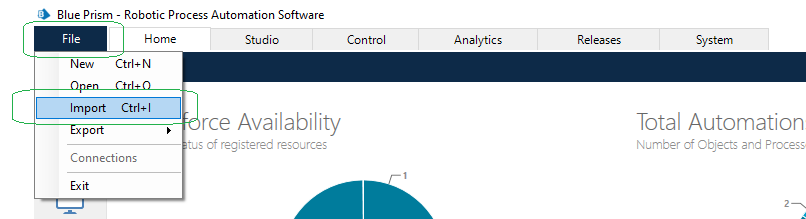 Blue Prism - Robotic Process Automation Software
File Home Studio Control Analytics Releases System
New Ctrl+N
Open Ctrl+O
Import Ctrl+I
Export
Connections
Exit
force Availability
atus of registered resources
Total Automation
Number of Objects and Process
1
2